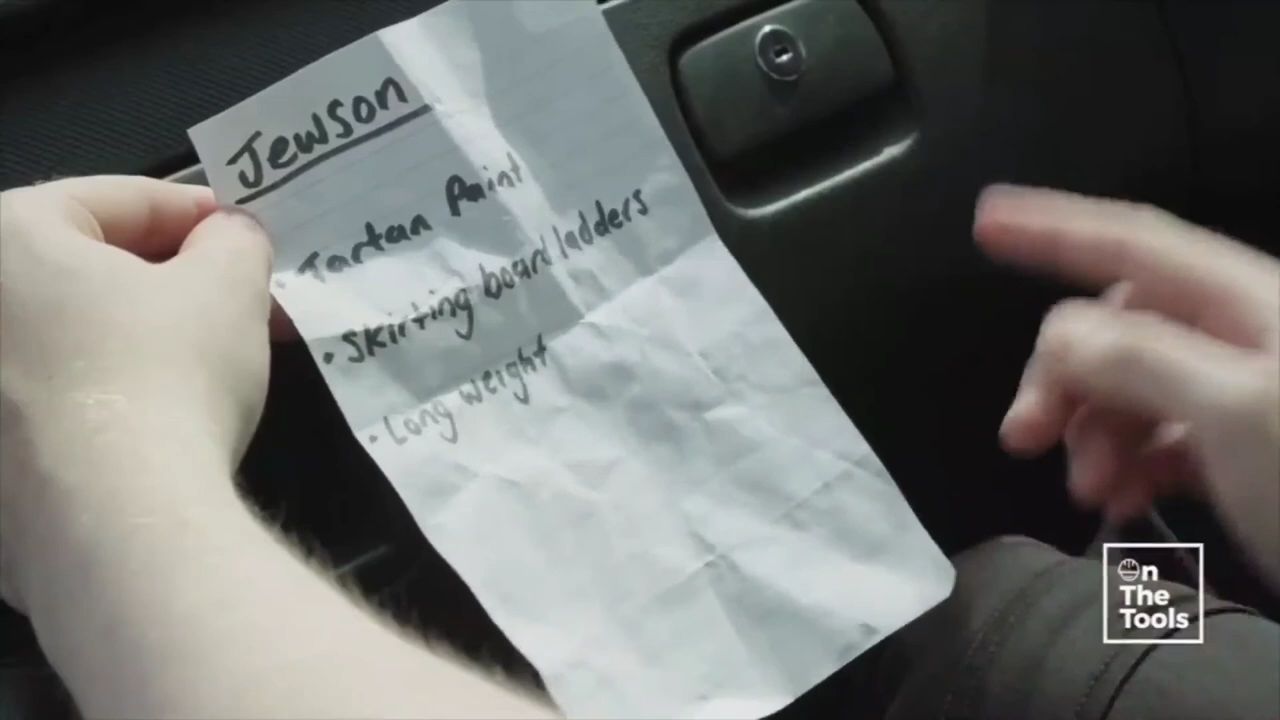 Jewson
• Tartan Paint
• Skirting board ladders
• Long weight
On
The
Tools